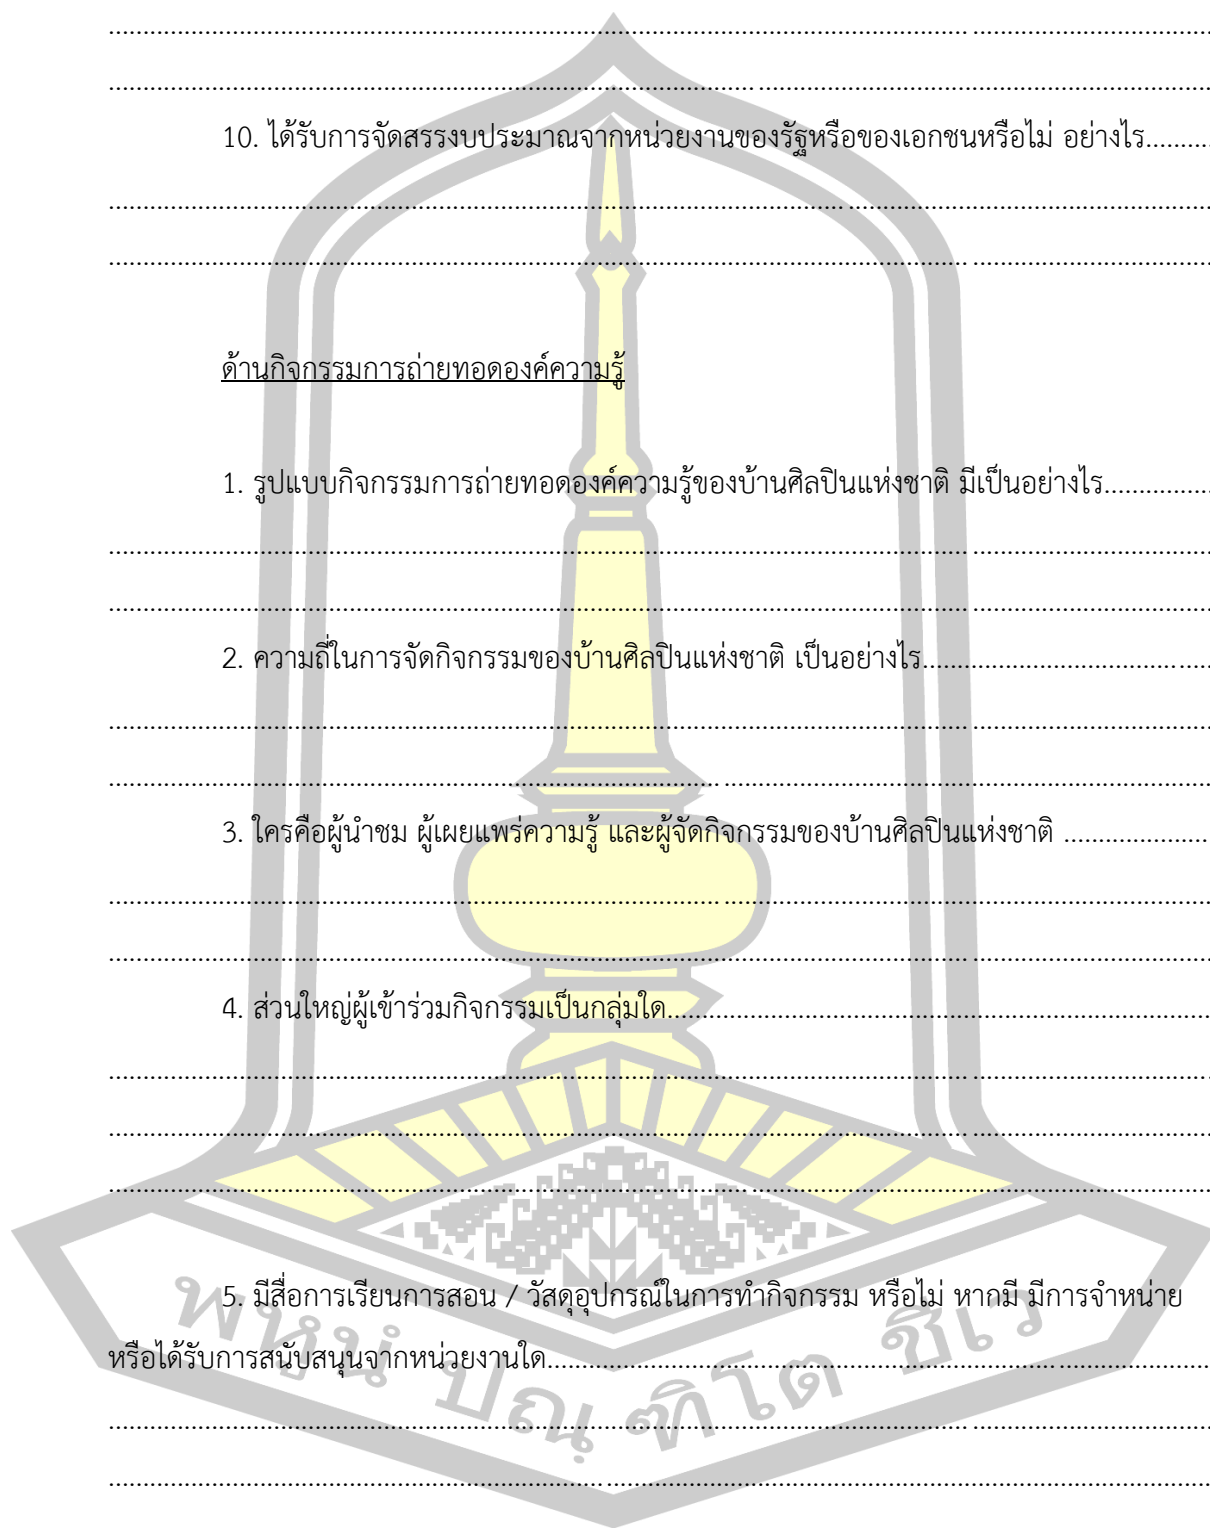 ................................................................................................................................................................
................................................................................................................................................................
10. ได้รับการจัดสรรงบประมาณจากหน่วยงานของรัฐหรือของเอกชนหรือไม่ อย่างไร..........
................................................................................................................................................................
................................................................................................................................................................
ด้านกิจกรรมการถ่ายทอดองค์ความรู้
1. รูปแบบกิจกรรมการถ่ายทอดองค์ความรู้ของบ้านศิลปินแห่งชาติ มีเป็นอย่างไร................
................................................................................................................................................................
................................................................................................................................................................
2. ความถี่ในการจัดกิจกรรมของบ้านศิลปินแห่งชาติ เป็นอย่างไร..........................................
................................................................................................................................................................
................................................................................................................................................................
3. ใครคือผู้นำชม ผู้เผยแพร่ความรู้ และผู้จัดกิจกรรมของบ้านศิลปินแห่งชาติ .....................
................................................................................................................................................................
................................................................................................................................................................
4. ส่วนใหญ่ผู้เข้าร่วมกิจกรรมเป็นกลุ่มใด...............................................................................
................................................................................................................................................................
................................................................................................................................................................
................................................................................................................................................................
5. มีสื่อการเรียนการสอน / วัสดุอุปกรณ์ในการทำกิจกรรม หรือไม่ หากมี มีการจำหน่าย
หรือได้รับการสนับสนุนจากหน่วยงานใด.................................................................................................
................................................................................................................................................................
................................................................................................................................................................
พหูนํ ปณฺฑิโต ชิเว